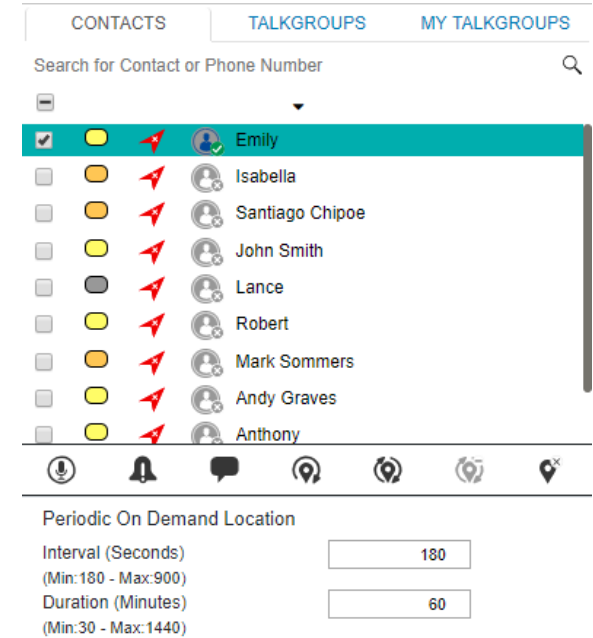 CONTACTS TALKGROUPS MY TALKGROUPS
Search for Contact or Phone Number
Emily
Isabella
Santiago Chipoe
John Smith
Lance
Robert
Mark Sommers
Andy Graves
Anthony
Periodic On Demand Location
Interval (Seconds) 180
(Min:180 - Max:900)
Duration (Minutes) 60
(Min:30 - Max:1440)